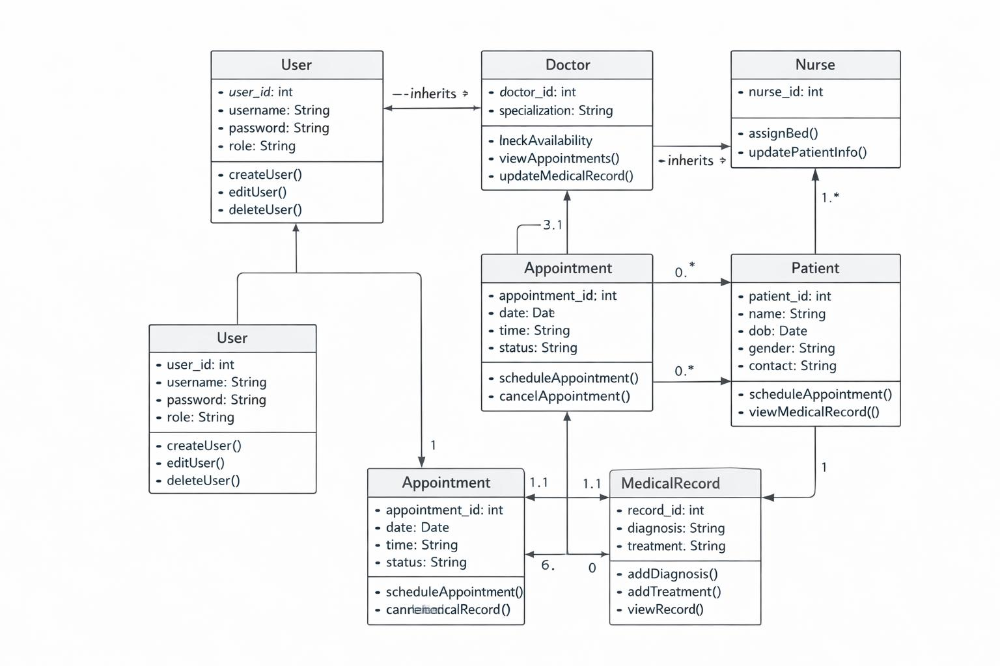 User
- user_id: int
- username: String
- password: String
- role: String
- createUser()
- editUser()
- deleteUser()
inherits
Doctor
- doctor_id: int
- specialization: String
- lneckAvailability
- viewAppointments()
- updateMedicalRecord()
inherits
Nurse
- nurse_id: int
- assignBed()
- updatePatientInfo()
1.*
3.1
Appointment
- appointment_id; int
- date: Date
- time: String
- status: String
- scheduleAppointment()
- cancelAppointment()
0.*
0.*
Patient
- patient_id: int
- name: String
- dob: Date
- gender: String
- contact: String
- scheduleAppointment()
- viewMedicalRecord(()
User
- user_id: int
- username: String
- password: String
- role: String
- createUser()
- editUser()
- deleteUser()
1
Appointment
- appointment_id: int
- date: Date
- time: String
- status: String
- scheduleAppointment()
1.1
1.1
6.
0
MedicalRecord
- record_id: int
- diagnosis: String
- treatment. String
- addDiagnosis()
- addTreatment()
- viewRecord()
1